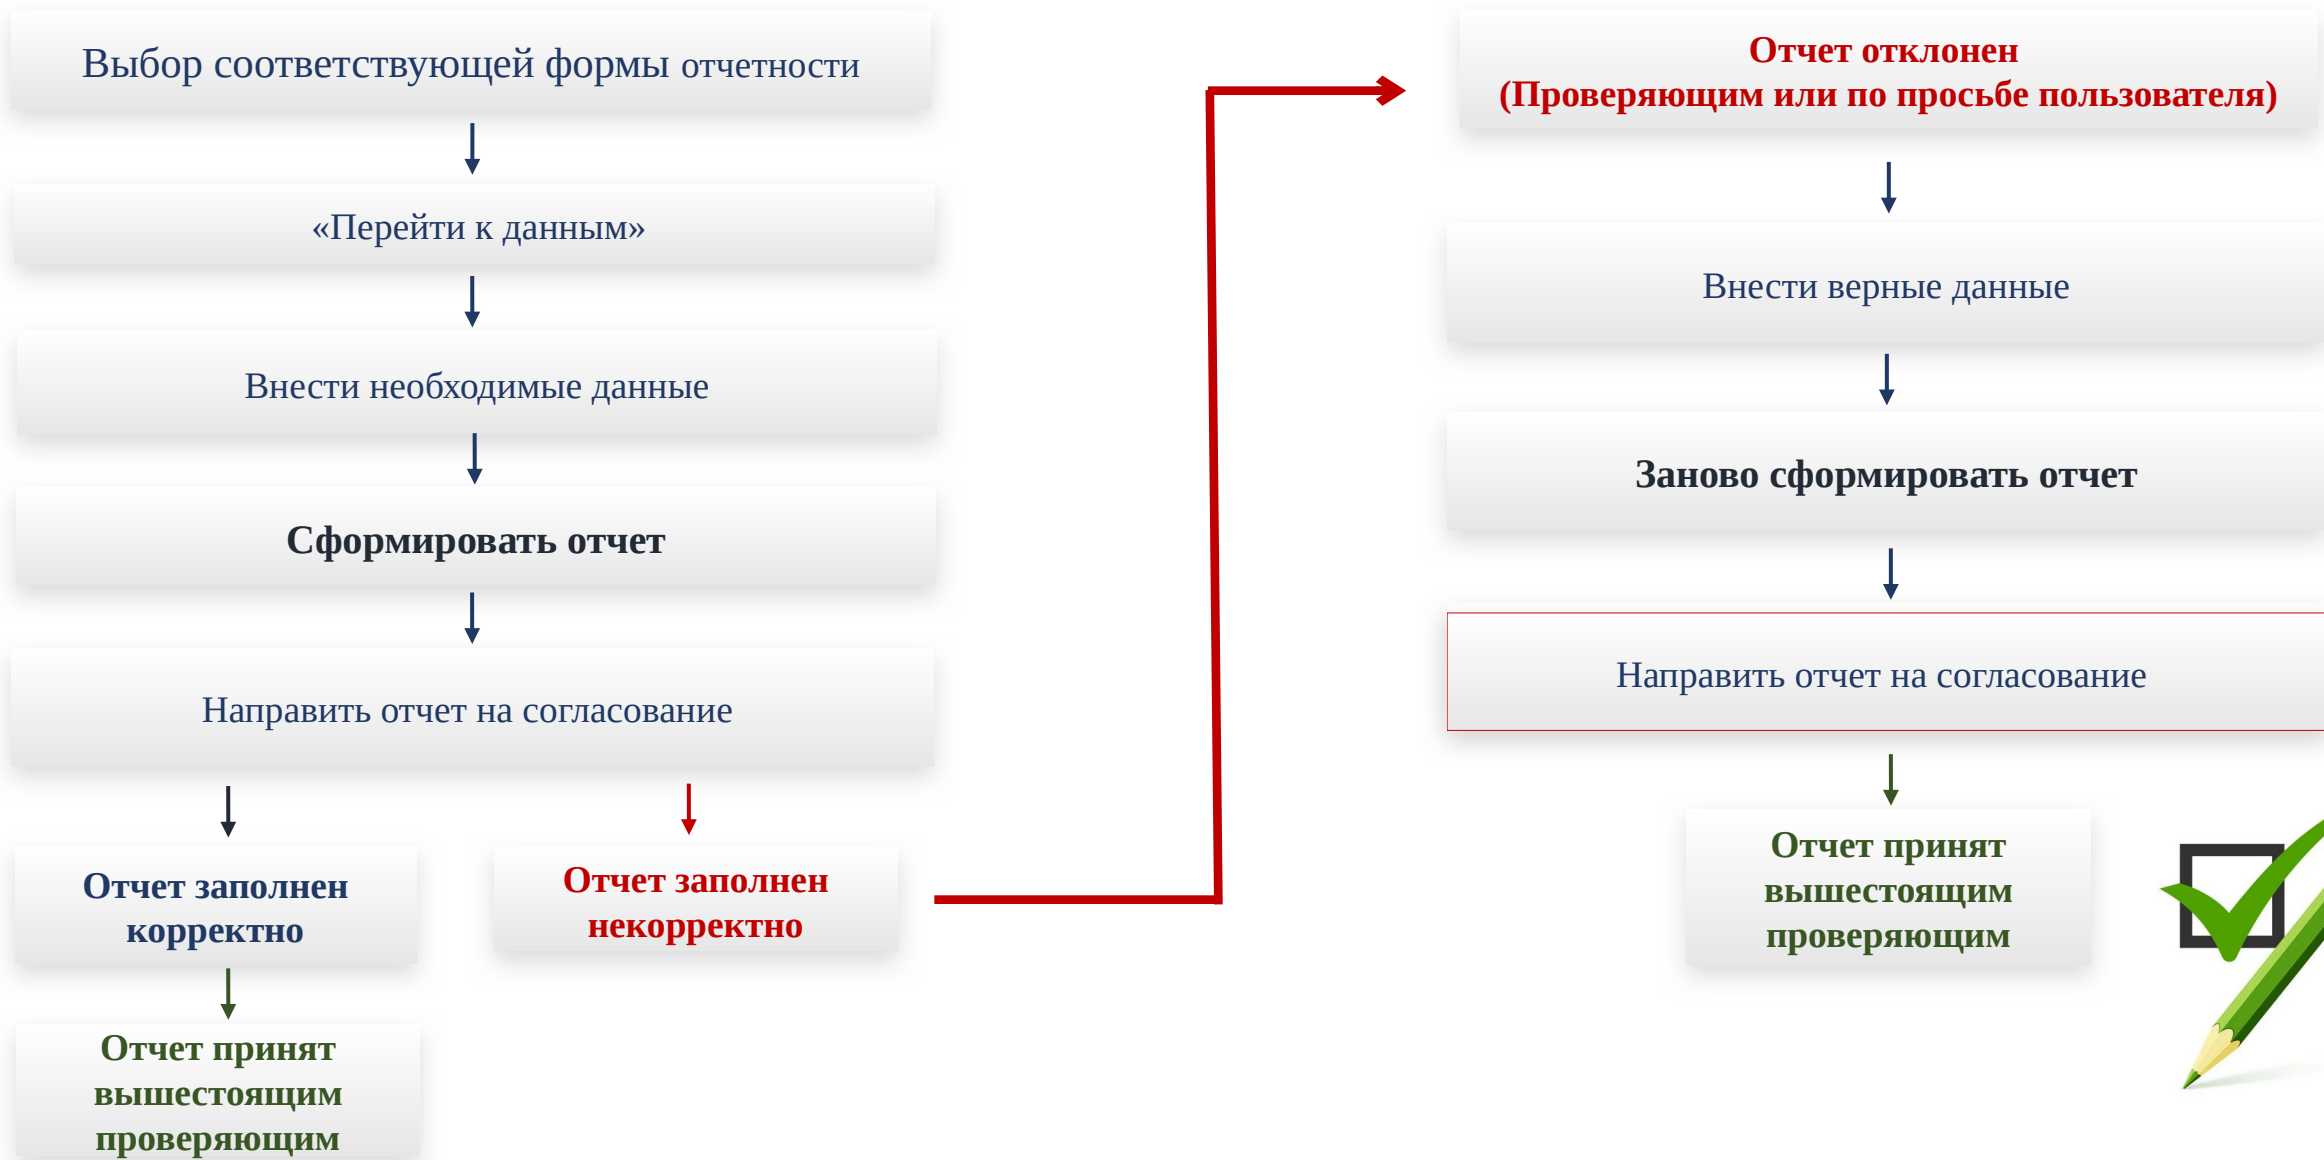 Выбор соответствующей формы отчетности
«Перейти к данным»
Внести необходимые данные
Сформировать отчет
Направить отчет на согласование
Отчет заполнен
корректно
Отчет заполнен
некорректно
Отчет принят
вышестоящим
проверяющим
Отчет отклонен
(Проверяющим или по просьбе пользователя)
Внести верные данные
Заново сформировать отчет
Направить отчет на согласование
Отчет принят
вышестоящим
проверяющим